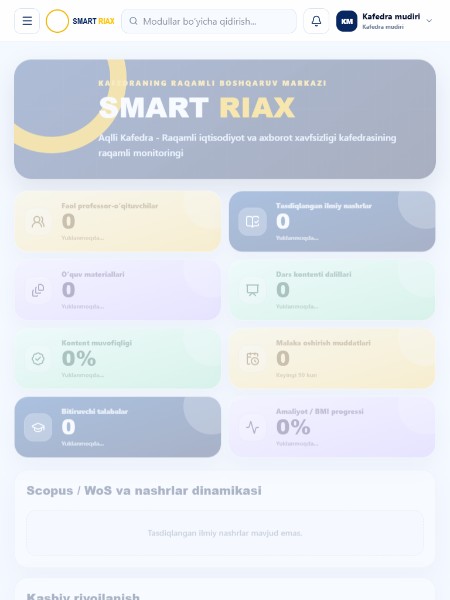 SMART RIAX
Modullar bo'yicha qidirish...
KM
Kafedra mudiri
Kafedra mudiri
KAFEDRANING RAQAMLI BOSHQARUV MARKAZI
SMART RIAX
Aqlli Kafedra - Raqamli iqtisodiyot va axborot xavfsizligi kafedrasining
raqamli monitoringi
Faol professor-o'qituvchilar
0
Yuklanmoqda...
Tasdiqlangan ilmiy nashrlar
0
Yuklanmoqda...
O'quv materiallari
0
Yuklanmoqda...
Dars kontenti dalillari
0
Yuklanmoqda...
Kontent muvofiqligi
0%
Yuklanmoqda...
Malaka oshirish muddatlari
0
Keyingi 90 kun
Bitiruvchi talabalar
0
Yuklanmoqda...
Amaliyot / BMI progressi
0%
Yuklanmoqda...
Scopus / WoS va nashrlar dinamikasi
Tasdiqlangan ilmiy nashrlar mavjud emas.
Kasbiy rivojlanish